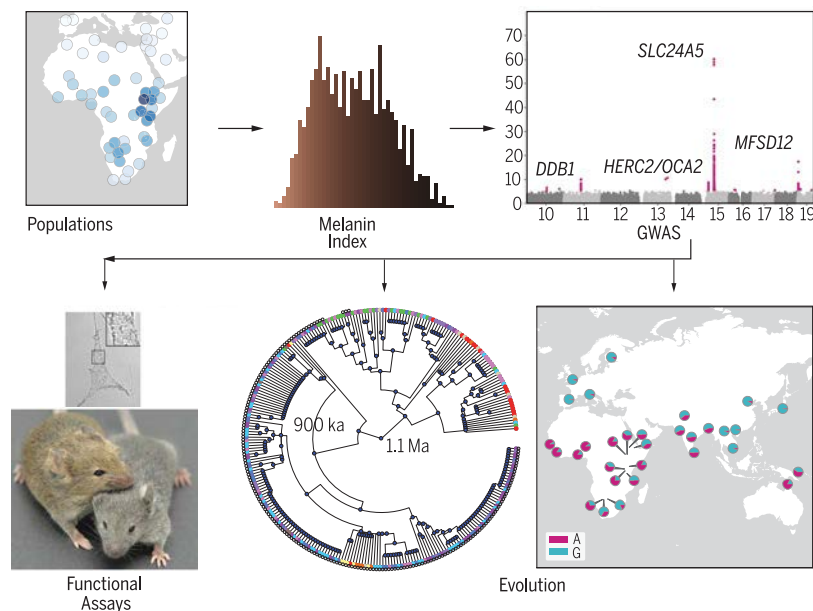 70
60
50
40
30
20
10
0
SLC24A5
MFSD12
DDB1
HERC2/OCA2
10 11 12 13 14 15 16 17 18 19
GWAS
Populations
Melanin
Index
900 ka
1.1 Ma
A
G
Functional
Assays
Evolution